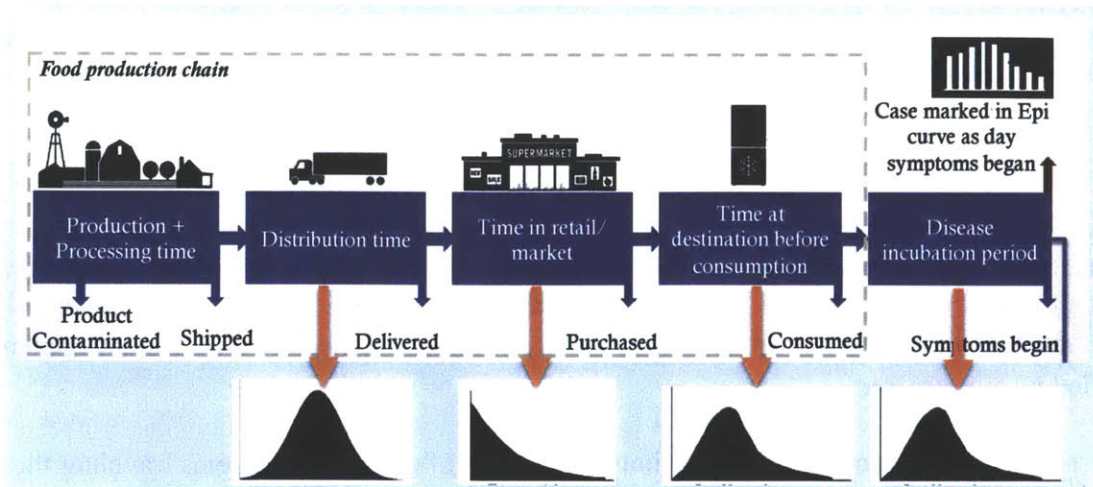 Food production chain
SUPERMARKET
SALE
Case marked in Epi
curve as day
symptoms began
Production +
Processing time
Distribution time
Time in retail/
market
Time at
destination before
consumption
Disease
incubation period
Product
Contaminated
Shipped
Delivered
Purchased
Consumed
Symptoms begin